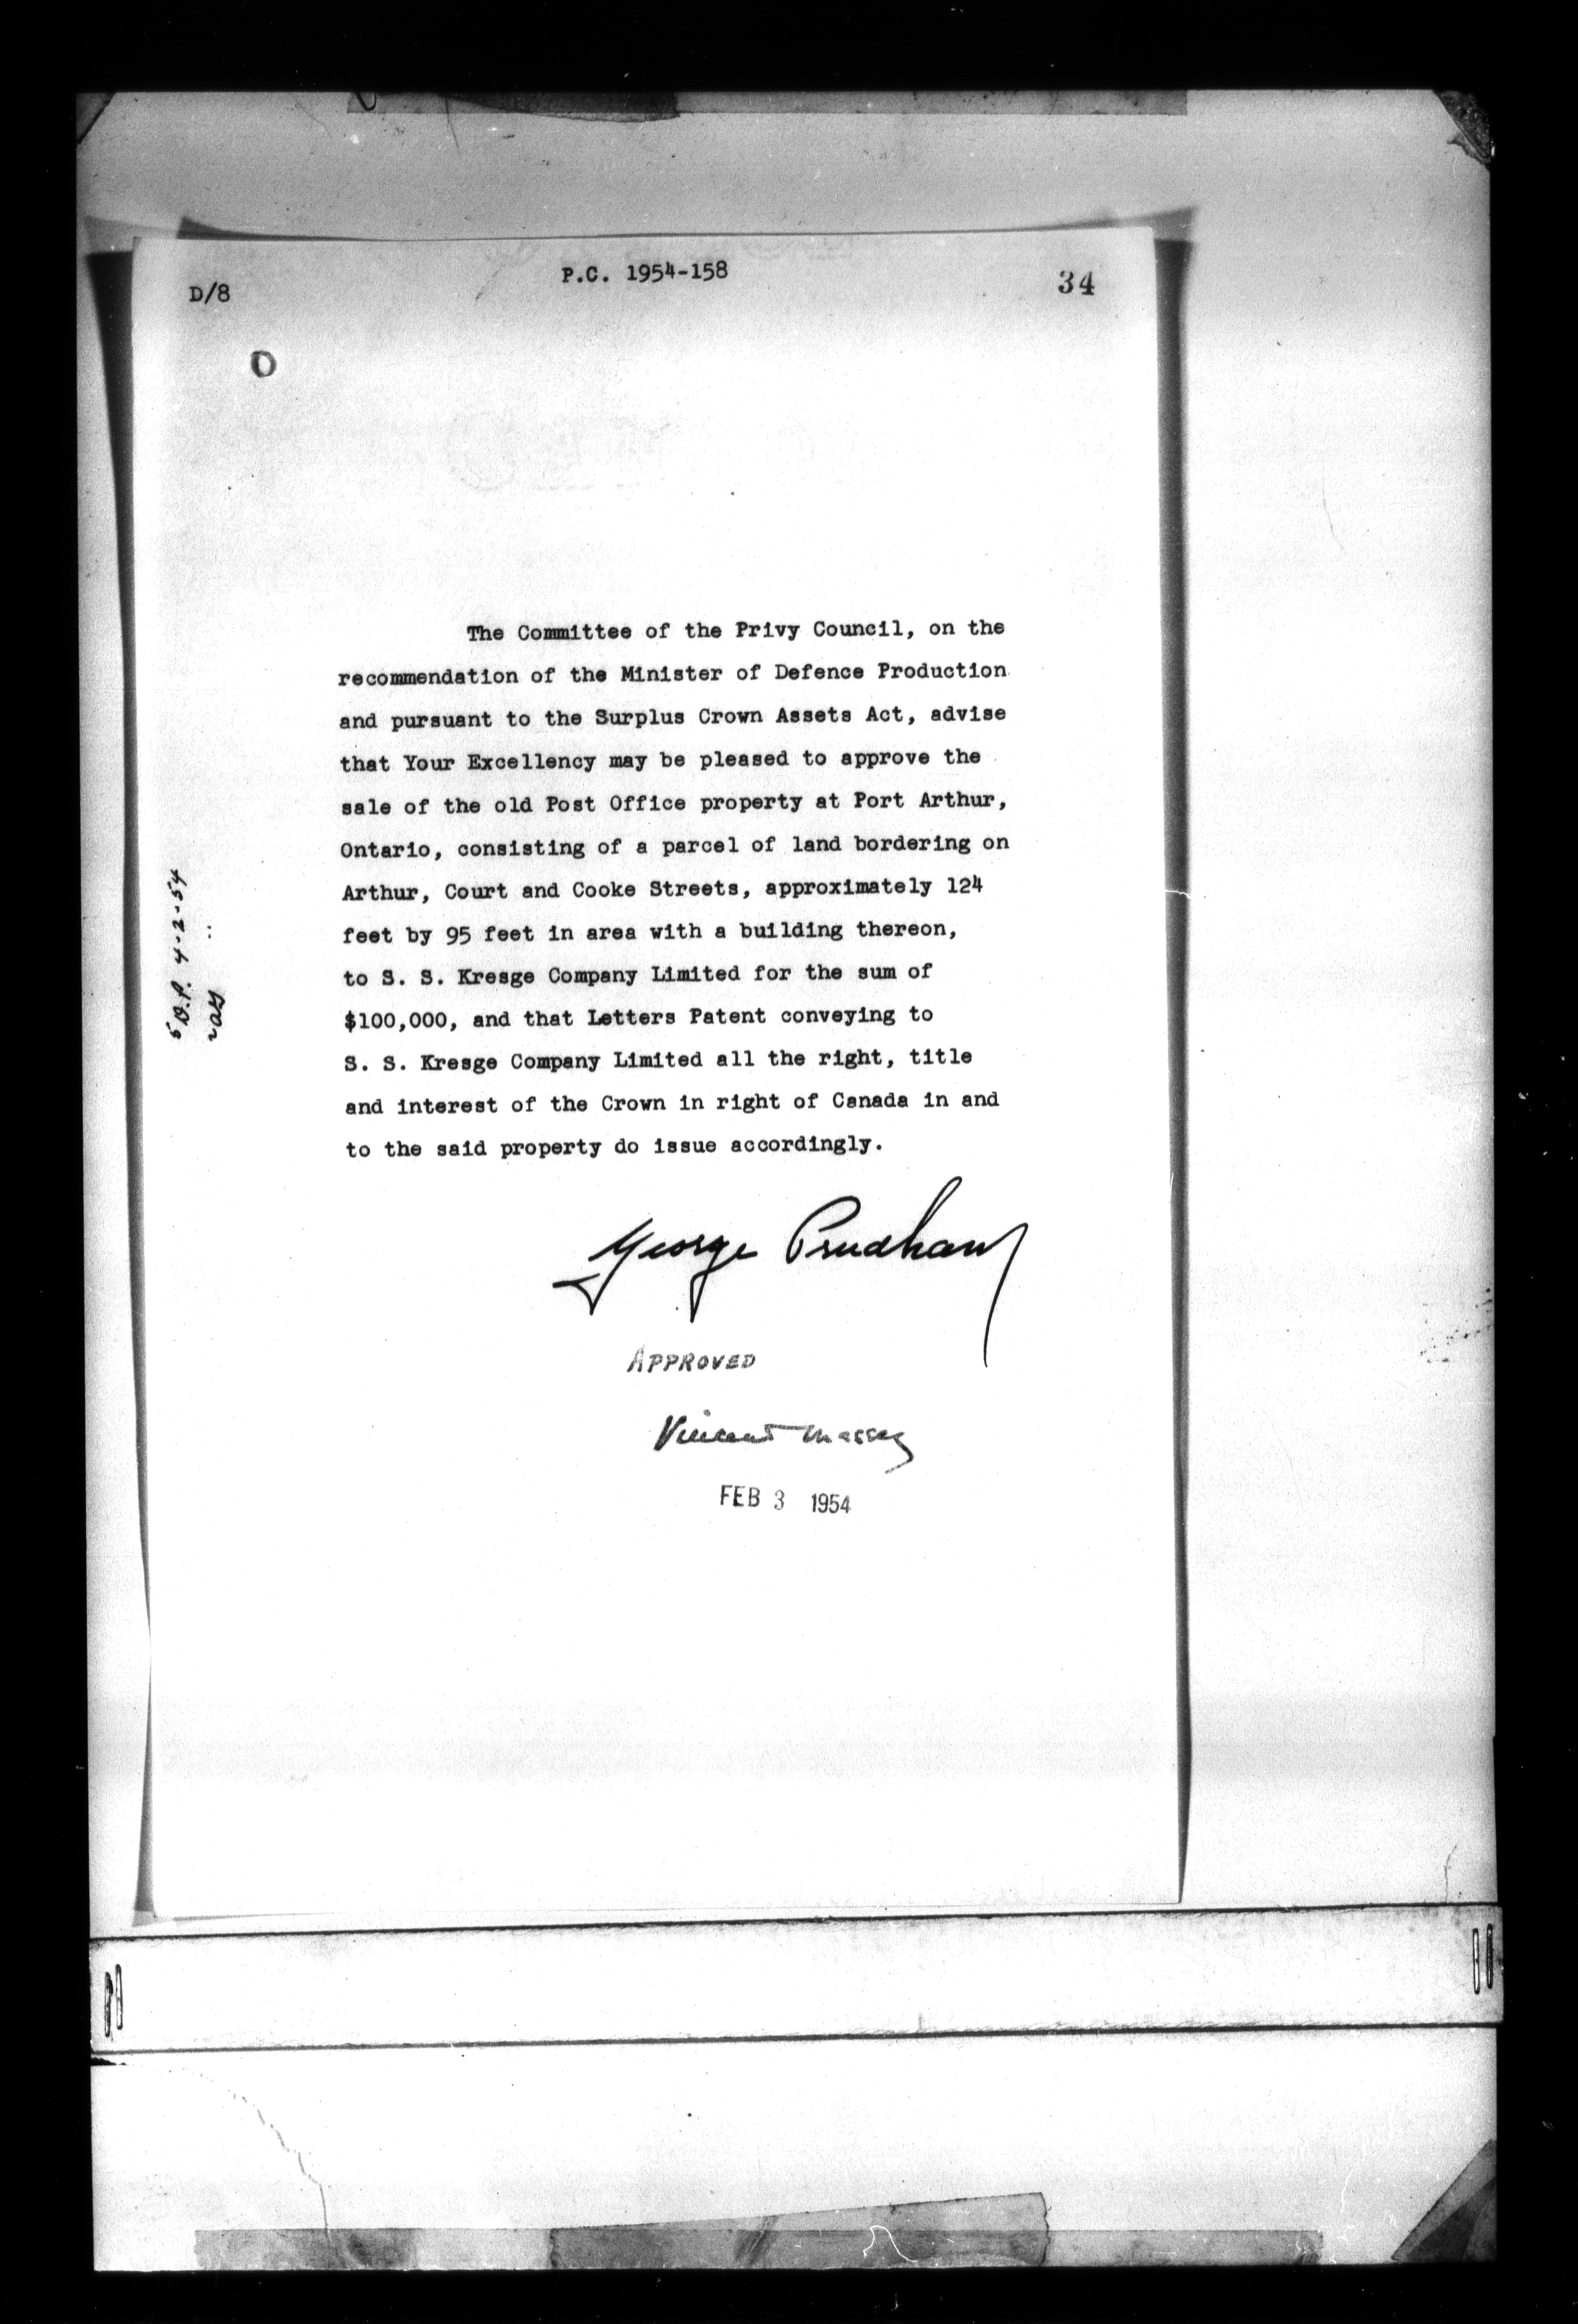 P.C. 1954-158
D/8
34
O
The Committee of the Privy Council, on the
recommendation of the Minister of Defence Production
and pursuant to the Surplus Crown Assets Act, advise
that Your Excellency may be pleased to approve the
sale of the old Post Office property at Port Arthur,
Ontario, consisting of a parcel of land bordering on
Arthur, Court and Cooke Streets, approximately 124
feet by 95 feet in area with a building thereon,
to S. S. Kresge Company Limited for the sum of
$100,000, and that Letters Patent conveying to
S. S. Kresge Company Limited all the right, title
and interest of the Crown in right of Canada in and
to the said property do issue accordingly.
George Prudham
APPROVED
Vincent Massey
FEB 3 1954
D.P. 4-2-54